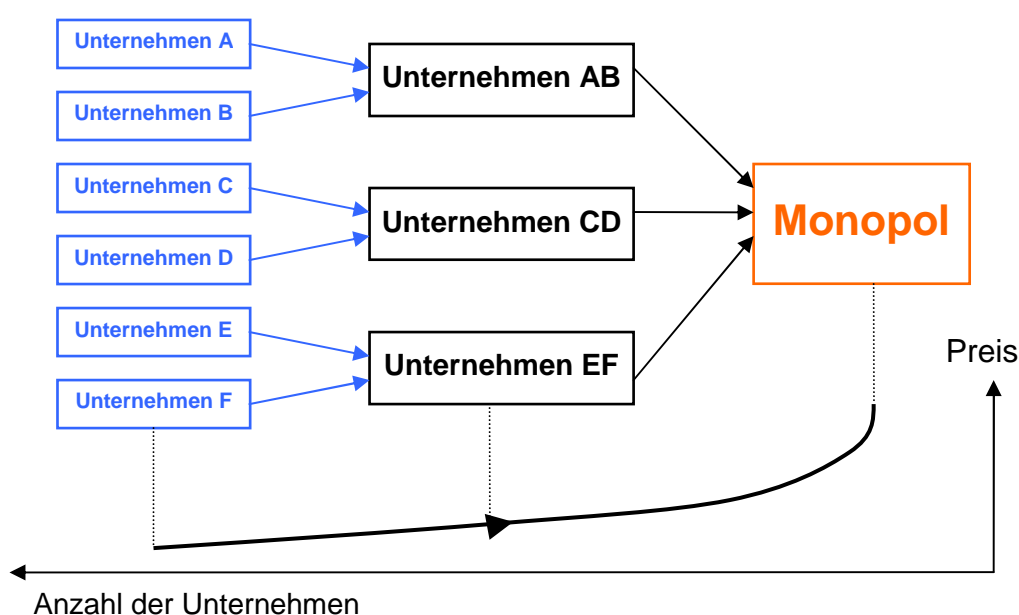 Unternehmen A
Unternehmen B
Unternehmen C
Unternehmen D
Unternehmen E
Unternehmen F
Unternehmen AB
Unternehmen CD
Unternehmen EF
Monopol
Preis
Anzahl der Unternehmen